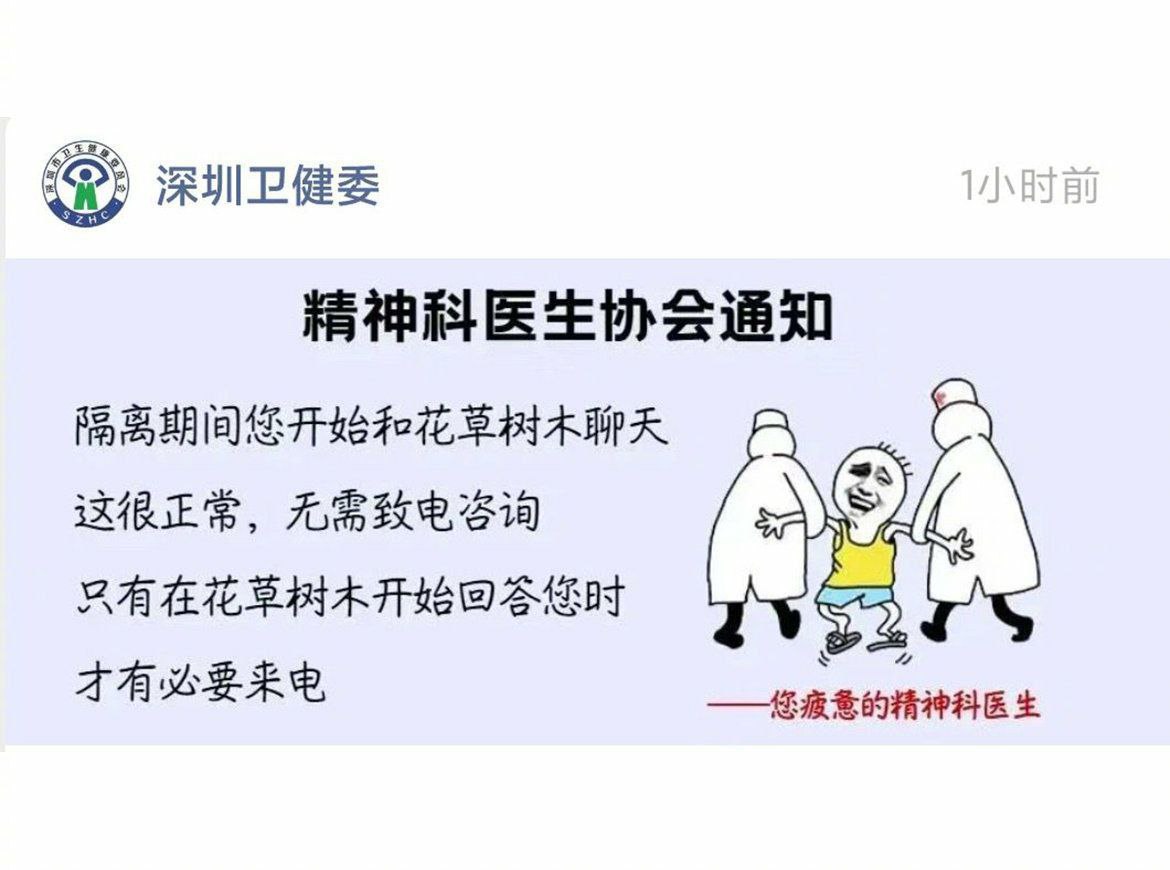 深圳市卫生健康委员会
SZHC
深圳卫健委
1小时前
精神科医生协会通知
隔离期间您开始和花草树木聊天
这很正常，无需致电咨询
只有在花草树木开始回答您时
才有必要来电
——您疲惫的精神科医生